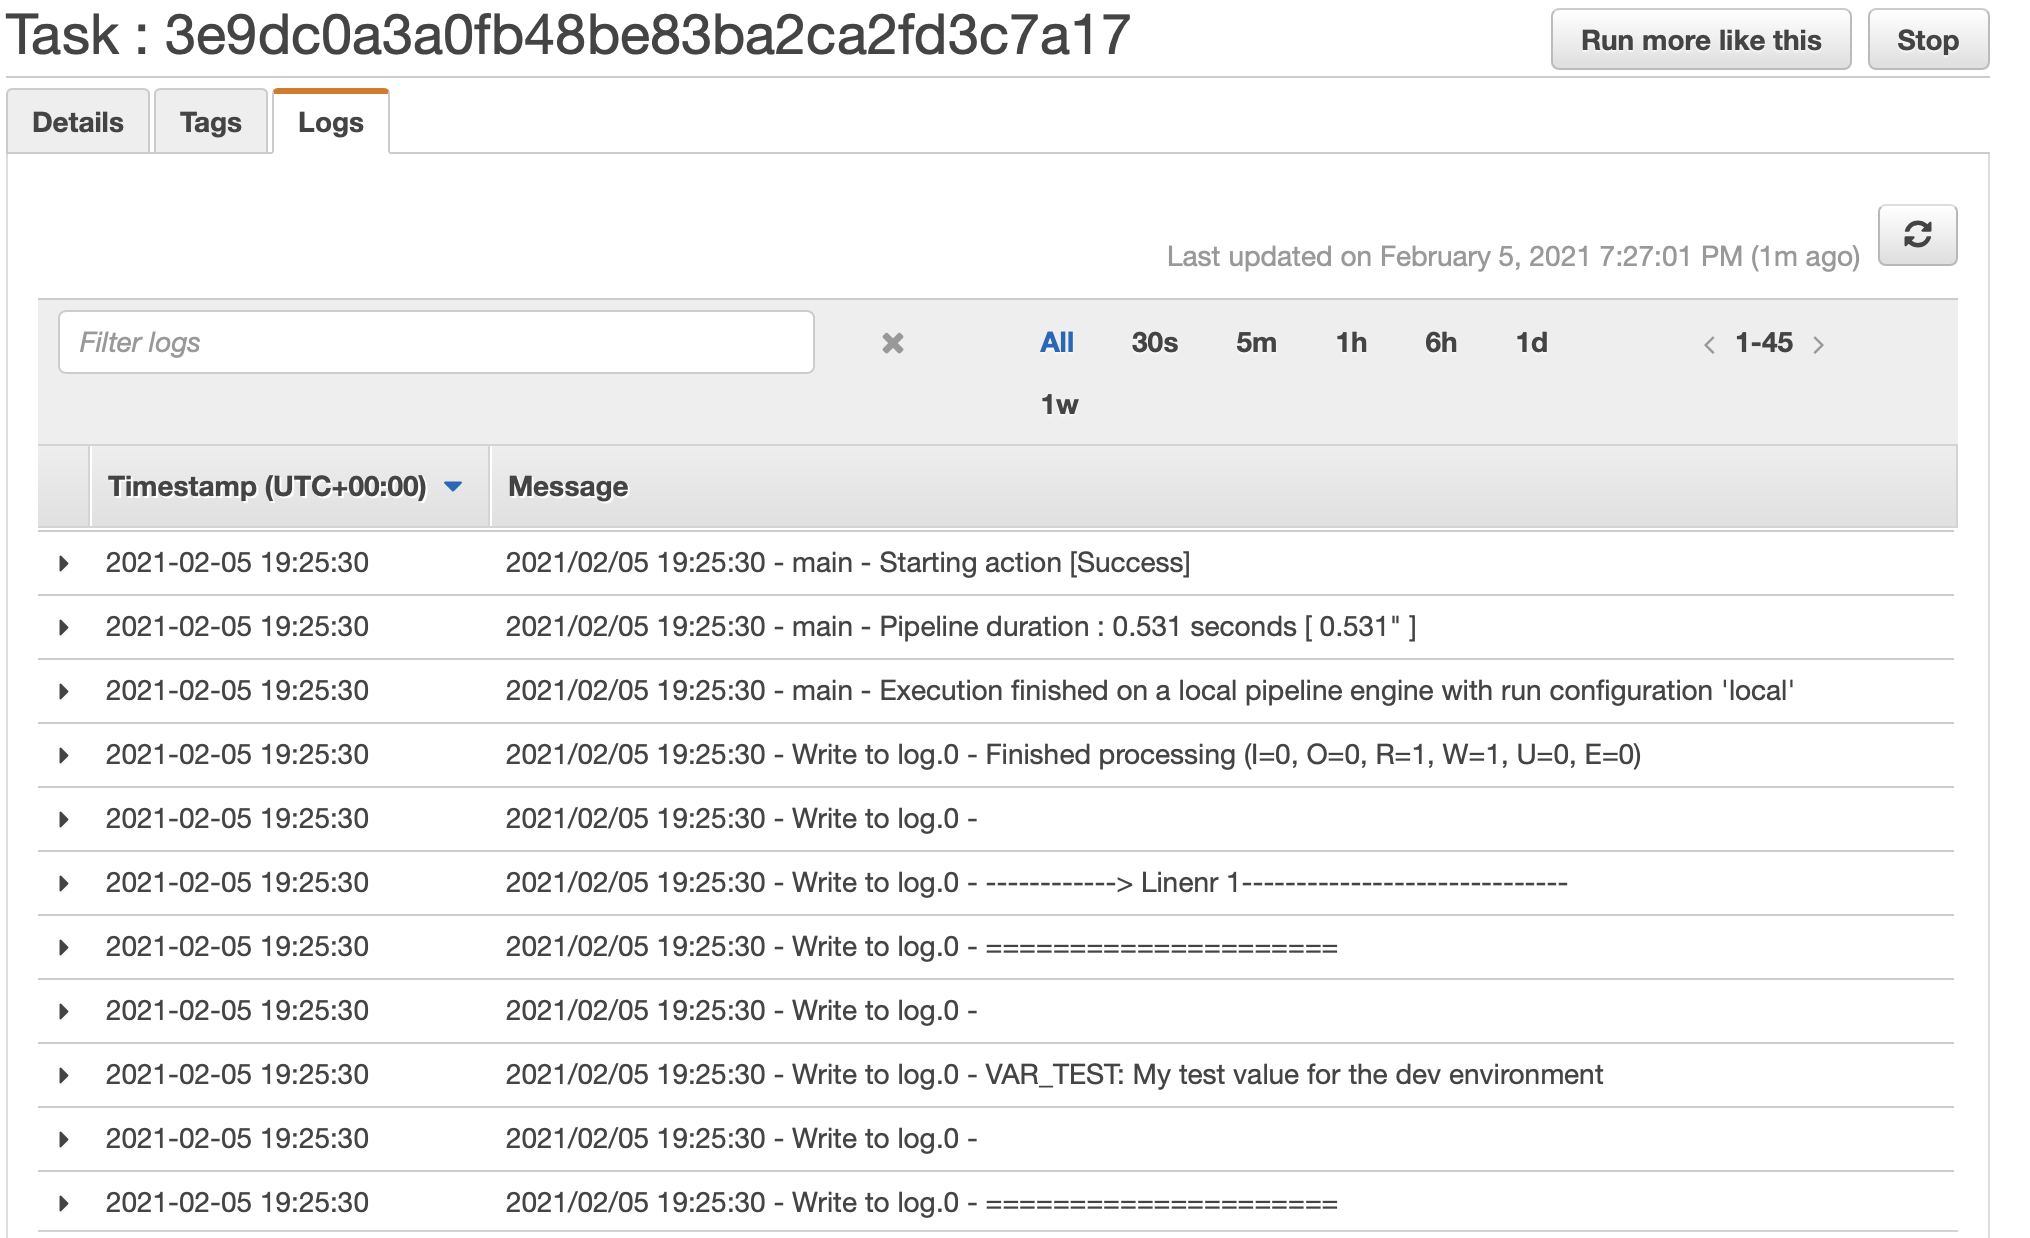 Task : 3e9dc0a3a0fb48be83ba2ca2fd3c7a17 Run more like this Stop
Details Tags Logs
Last updated on February 5, 2021 7:27:01 PM (1m ago)
Filter logs All 30s 5m 1h 6h 1d 1-45
1w
Timestamp (UTC+00:00) Message
2021-02-05 19:25:30 2021/02/05 19:25:30 - main - Starting action [Success]
2021-02-05 19:25:30 2021/02/05 19:25:30 - main - Pipeline duration : 0.531 seconds [ 0.531" ]
2021-02-05 19:25:30 2021/02/05 19:25:30 - main - Execution finished on a local pipeline engine with run configuration 'local'
2021-02-05 19:25:30 2021/02/05 19:25:30 - Write to log.0 - Finished processing (I=0, O=0, R=1, W=1, U=0, E=0)
2021-02-05 19:25:30 2021/02/05 19:25:30 - Write to log.0 -
2021-02-05 19:25:30 2021/02/05 19:25:30 - Write to log.0 - ------------> Linenr 1------------------------------
2021-02-05 19:25:30 2021/02/05 19:25:30 - Write to log.0 - =====================
2021-02-05 19:25:30 2021/02/05 19:25:30 - Write to log.0 -
2021-02-05 19:25:30 2021/02/05 19:25:30 - Write to log.0 - VAR_TEST: My test value for the dev environment
2021-02-05 19:25:30 2021/02/05 19:25:30 - Write to log.0 -
2021-02-05 19:25:30 2021/02/05 19:25:30 - Write to log.0 - =====================